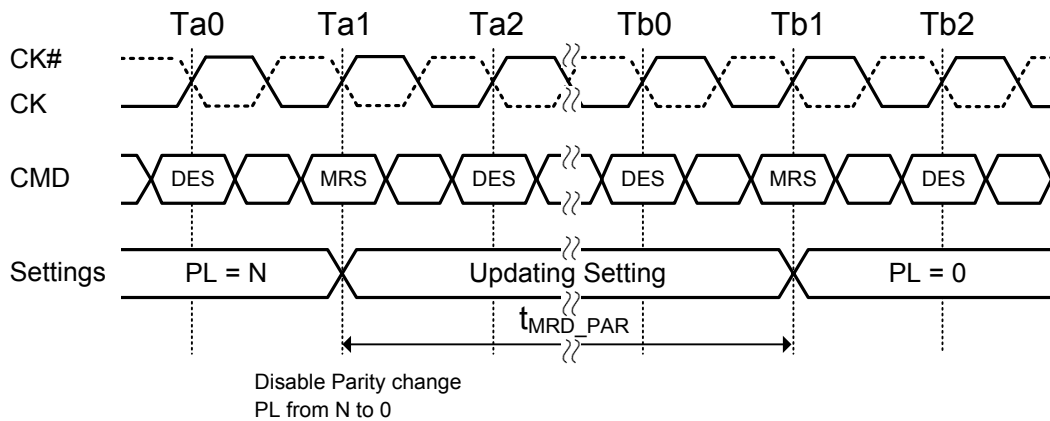 Ta0 Ta1 Ta2 Tb0 Tb1 Tb2
CK#
CK
CMD DES MRS DES DES MRS DES
Settings PL = N Updating Setting PL = 0
tMRD_PAR
Disable Parity change
PL from N to 0